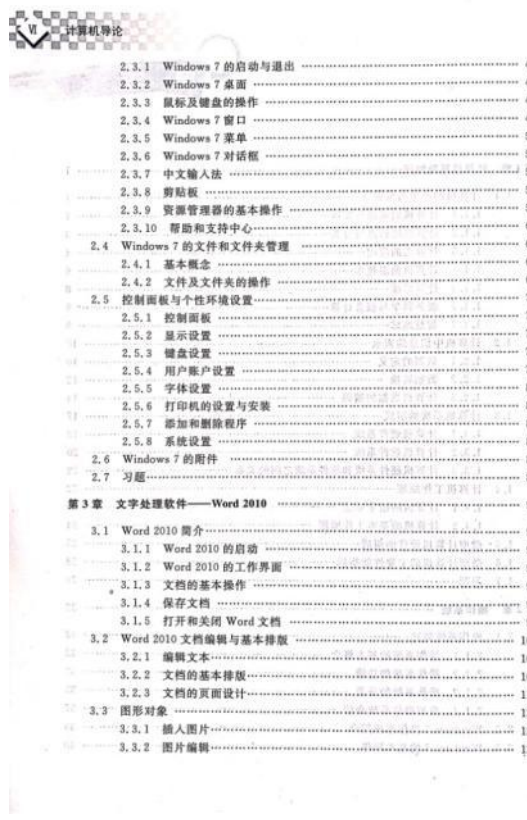 Ⅵ 计算机导论
2.3.1 Windows 7 的启动与退出
2.3.2 Windows 7 桌面
2.3.3 鼠标及键盘的操作
2.3.4 Windows 7 窗口
2.3.5 Windows 7 菜单
2.3.6 Windows 7 对话框
2.3.7 中文输入法
2.3.8 剪贴板
2.3.9 资源管理器的基本操作
2.3.10 帮助和支持中心
2.4 Windows 7 的文件和文件夹管理
2.4.1 基本概念
2.4.2 文件及文件夹的操作
2.5 控制面板与个性环境设置
2.5.1 控制面板
2.5.2 显示设置
2.5.3 键盘设置
2.5.4 用户账户设置
2.5.5 字体设置
2.5.6 打印机的设置与安装
2.5.7 添加和删除程序
2.5.8 系统设置
2.6 Windows 7 的附件
2.7 习题
第 3 章 文字处理软件——Word 2010
3.1 Word 2010 简介
3.1.1 Word 2010 的启动
3.1.2 Word 2010 的工作界面
3.1.3 文档的基本操作
3.1.4 保存文档
3.1.5 打开和关闭 Word 文档
3.2 Word 2010 文档编辑与基本排版
3.2.1 编辑文本
3.2.2 文档的基本排版
3.2.3 文档的页面设计
3.3 图形对象
3.3.1 插入图片
3.3.2 图片编辑